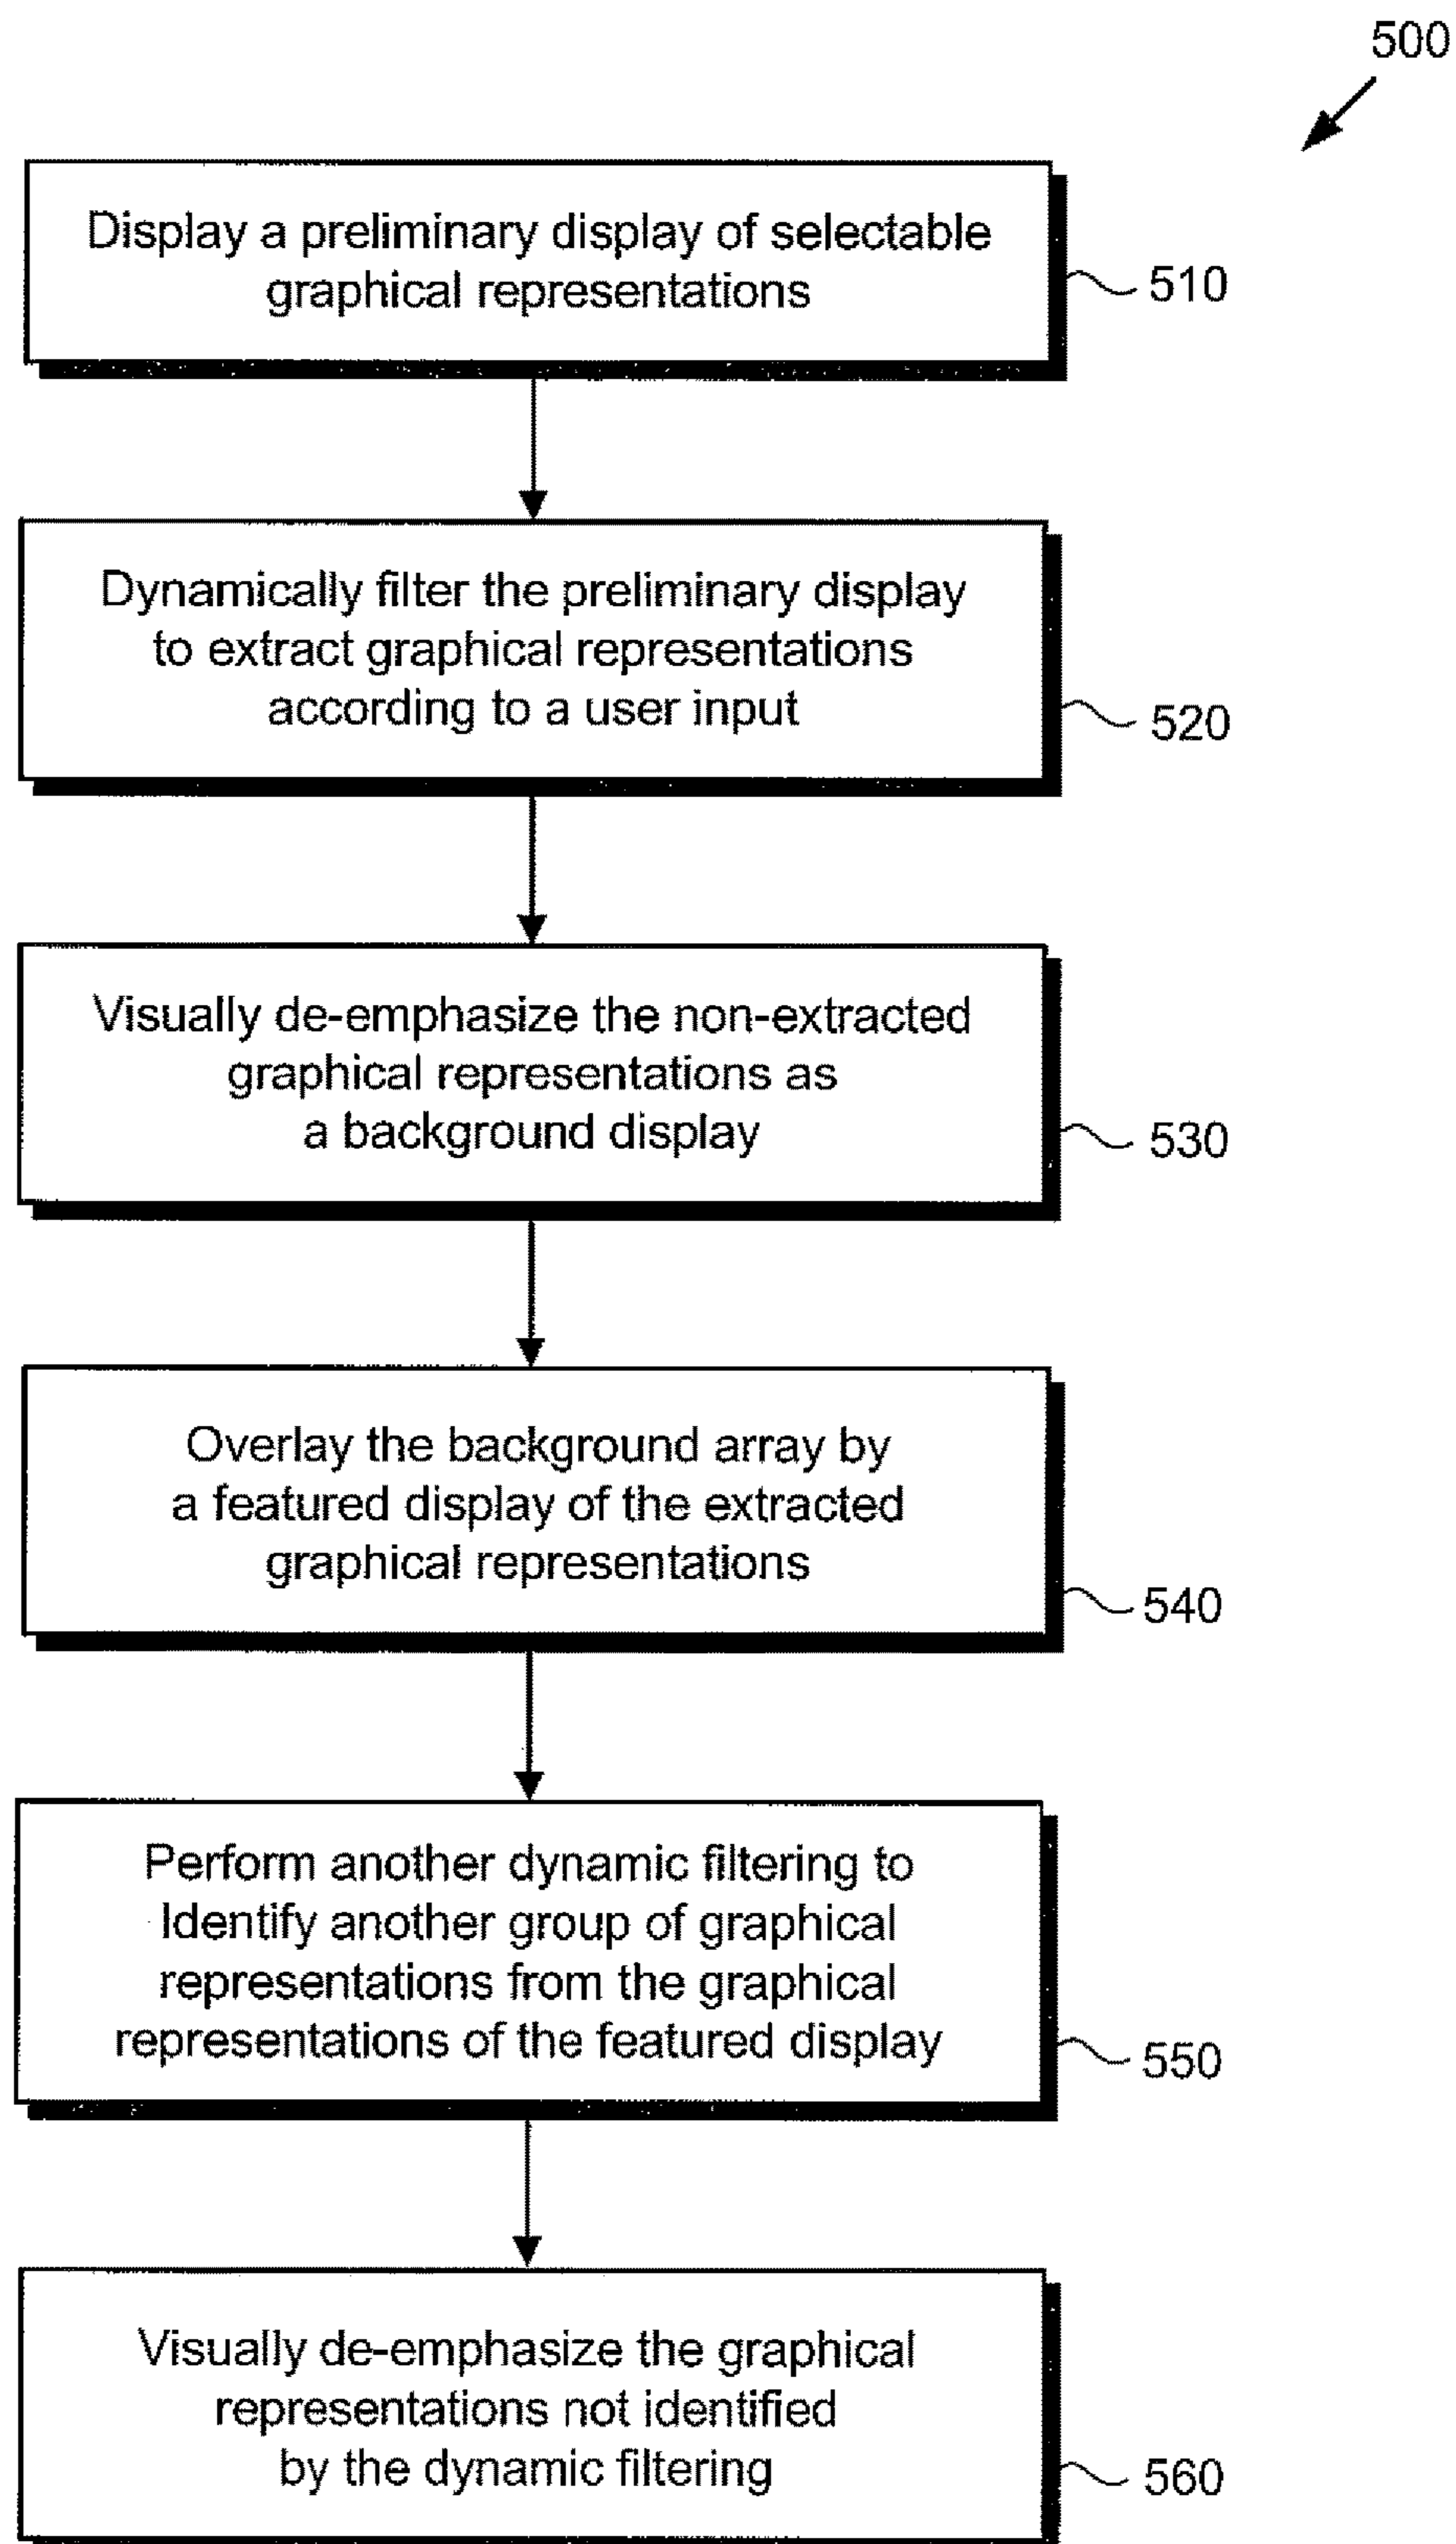 500
Display a preliminary display of selectable
graphical representations
510
Dynamically filter the preliminary display
to extract graphical representations
according to a user input
520
Visually de-emphasize the non-extracted
graphical representations as
a background display
530
Overlay the background array by
a featured display of the extracted
graphical representations
540
Perform another dynamic filtering to
Identify another group of graphical
representations from the graphical
representations of the featured display
550
Visually de-emphasize the graphical
representations not identified
by the dynamic filtering
560